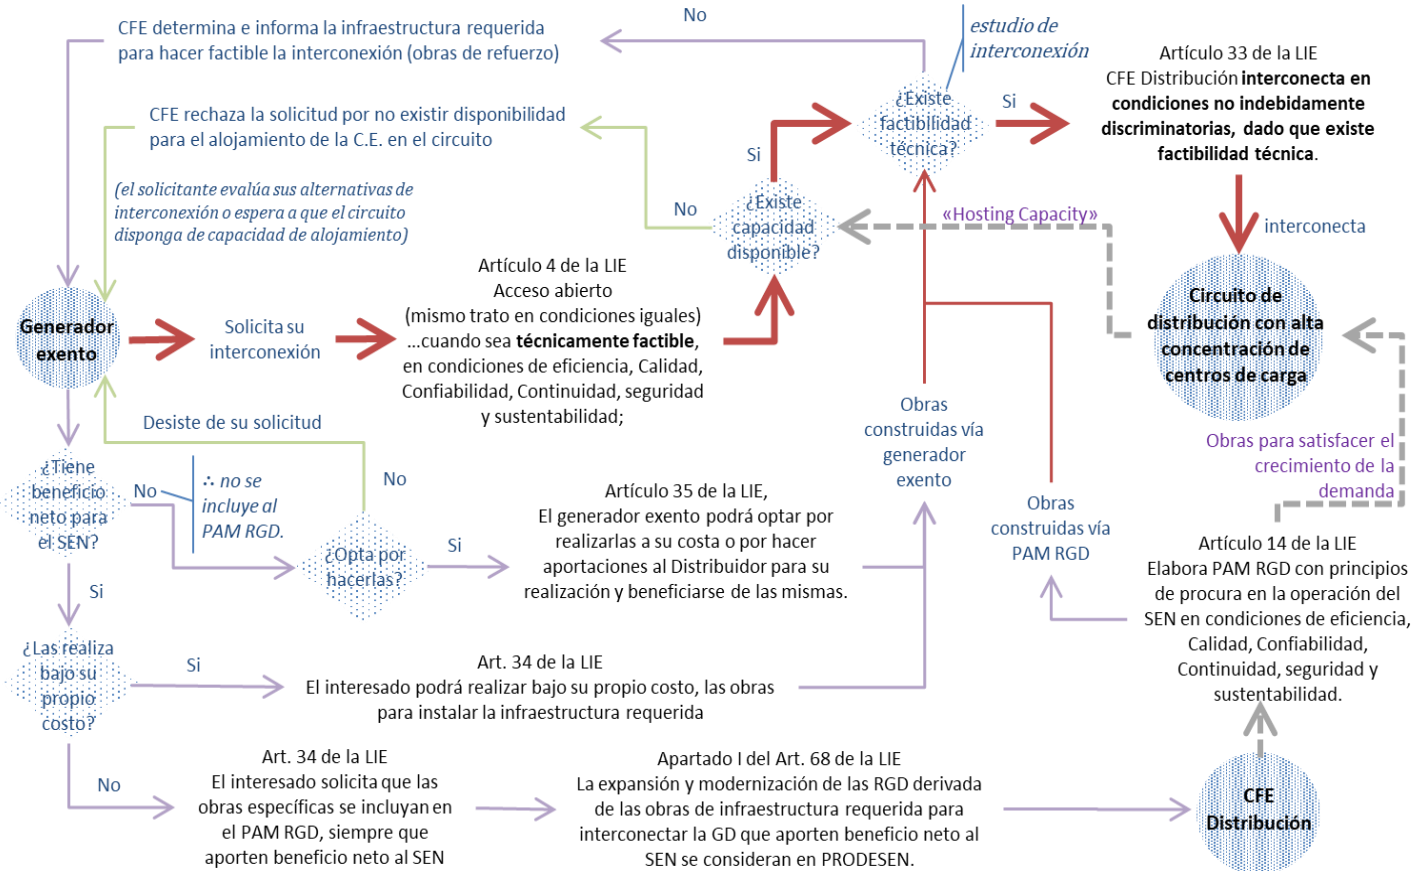 CFE determina e informa la infraestructura requerida
para hacer factible la interconexión (obras de refuerzo)
No
estudio de
interconexión
Artículo 33 de la LIE
CFE Distribución interconecta en
condiciones no indebidamente
discriminatorias, dado que existe
factibilidad técnica.
¿Existe
factibilidad
técnica?
Si
CFE rechaza la solicitud por no existir disponibilidad
para el alojamiento de la C.E. en el circuito
(el solicitante evalúa sus alternativas de
interconexión o espera a que el circuito
disponga de capacidad de alojamiento)
No
Si
¿Existe
capacidad
disponible?
«Hosting Capacity»
interconecta
Generador
exento
Solicita su
interconexión
Artículo 4 de la LIE
Acceso abierto
(mismo trato en condiciones iguales)
...cuando sea técnicamente factible,
en condiciones de eficiencia, Calidad,
Confiabilidad, Continuidad, seguridad
y sustentabilidad;
Circuito de
distribución con alta
concentración de
centros de carga
Desiste de su solicitud
Obras
construidas vía
generador
exento
Obras para satisfacer el
crecimiento de la
demanda
¿Tiene
beneficio
neto para
el SEN?
No
∴ no se
incluye al
PAM RGD.
No
¿Opta por
hacerlas?
Si
Artículo 35 de la LIE,
El generador exento podrá optar por
realizarlas a su costa o por hacer
aportaciones al Distribuidor para su
realización y beneficiarse de las mismas.
Obras
construidas vía
PAM RGD
Artículo 14 de la LIE
Elabora PAM RGD con principios
de procura en la operación del
SEN en condiciones de eficiencia,
Calidad, Confiabilidad,
Continuidad, seguridad y
sustentabilidad.
Si
¿Las realiza
bajo su
propio
costo?
Si
Art. 34 de la LIE
El interesado podrá realizar bajo su propio costo, las obras
para instalar la infraestructura requerida
No
Art. 34 de la LIE
El interesado solicita que las
obras específicas se incluyan en
el PAM RGD, siempre que
aporten beneficio neto al SEN
Apartado I del Art. 68 de la LIE
La expansión y modernización de las RGD derivada
de las obras de infraestructura requerida para
interconectar la GD que aporten beneficio neto al
SEN se consideran en PRODESEN.
CFE
Distribución